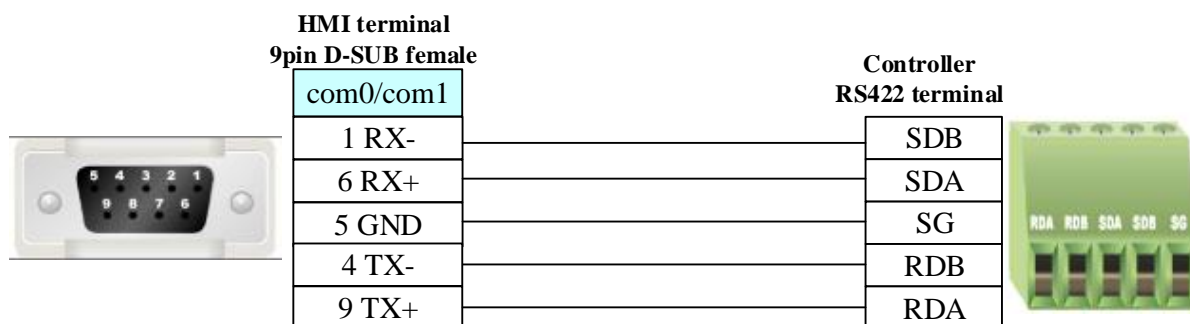 HMI terminal
9pin D-SUB female
com0/com1
1 RX-
6 RX+
5 GND
4 TX-
9 TX+
Controller
RS422 terminal
SDB
SDA
SG
RDB
RDA
5 4 3 2 1
9 8 7 6
RDA RDB SDA SDB SG